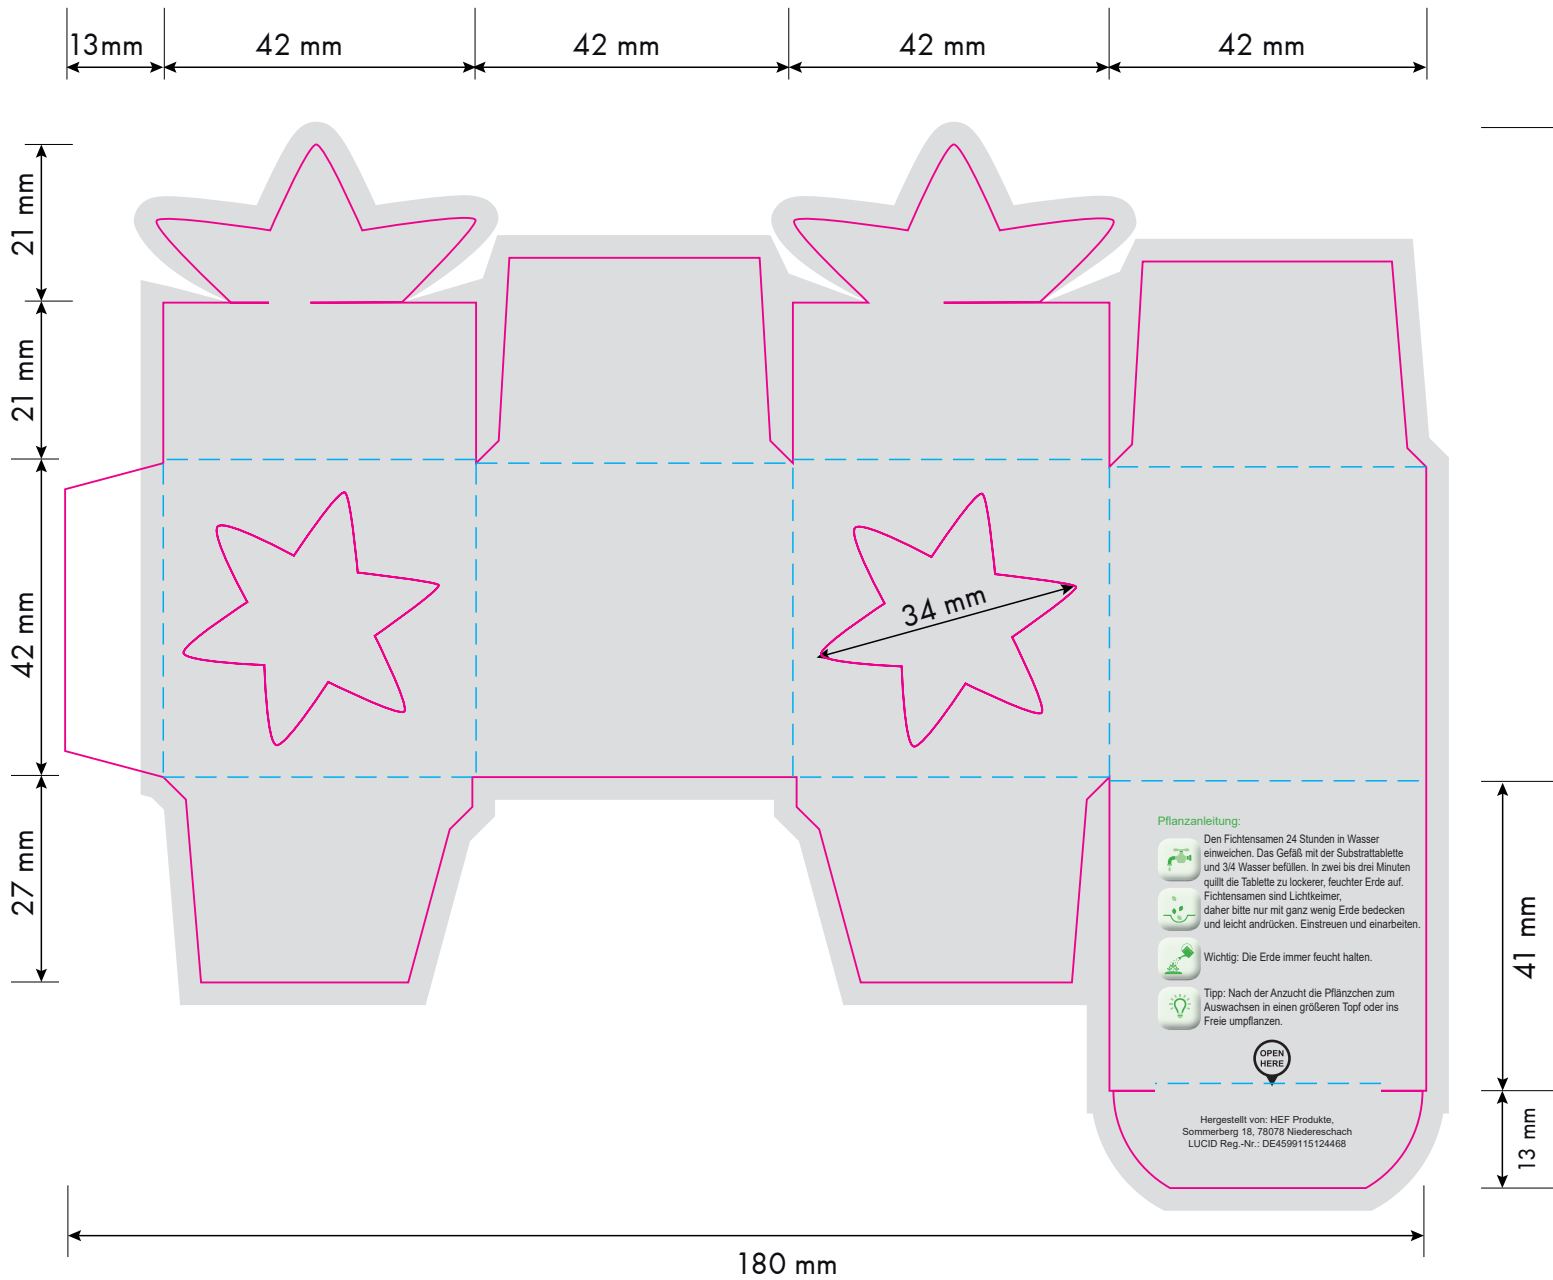 13mm
42 mm
42 mm
42 mm
42 mm
21 mm
21 mm
42 mm
34 mm
27 mm
Pflanzanleitung:
Den Fichtensamen 24 Stunden in Wasser
einweichen. Das Gefäß mit der Substrattablette
und 3/4 Wasser befüllen. In zwei bis drei Minuten
quillt die Tablette zu lockerer, feuchter Erde auf.
Fichtensamen sind Lichtkeimer,
daher bitte nur mit ganz wenig Erde bedecken
und leicht andrücken. Einstreuen und einarbeiten.
Wichtig: Die Erde immer feucht halten.
Tipp: Nach der Anzucht die Pflänzchen zum
Auswachsen in einen größeren Topf oder ins
Freie umpflanzen.
OPEN
HERE
41 mm
Hergestellt von: HEF Produkte,
Sommerberg 18, 78078 Niedereschach
LUCID Reg.-Nr.: DE4599115124468
13 mm
180 mm